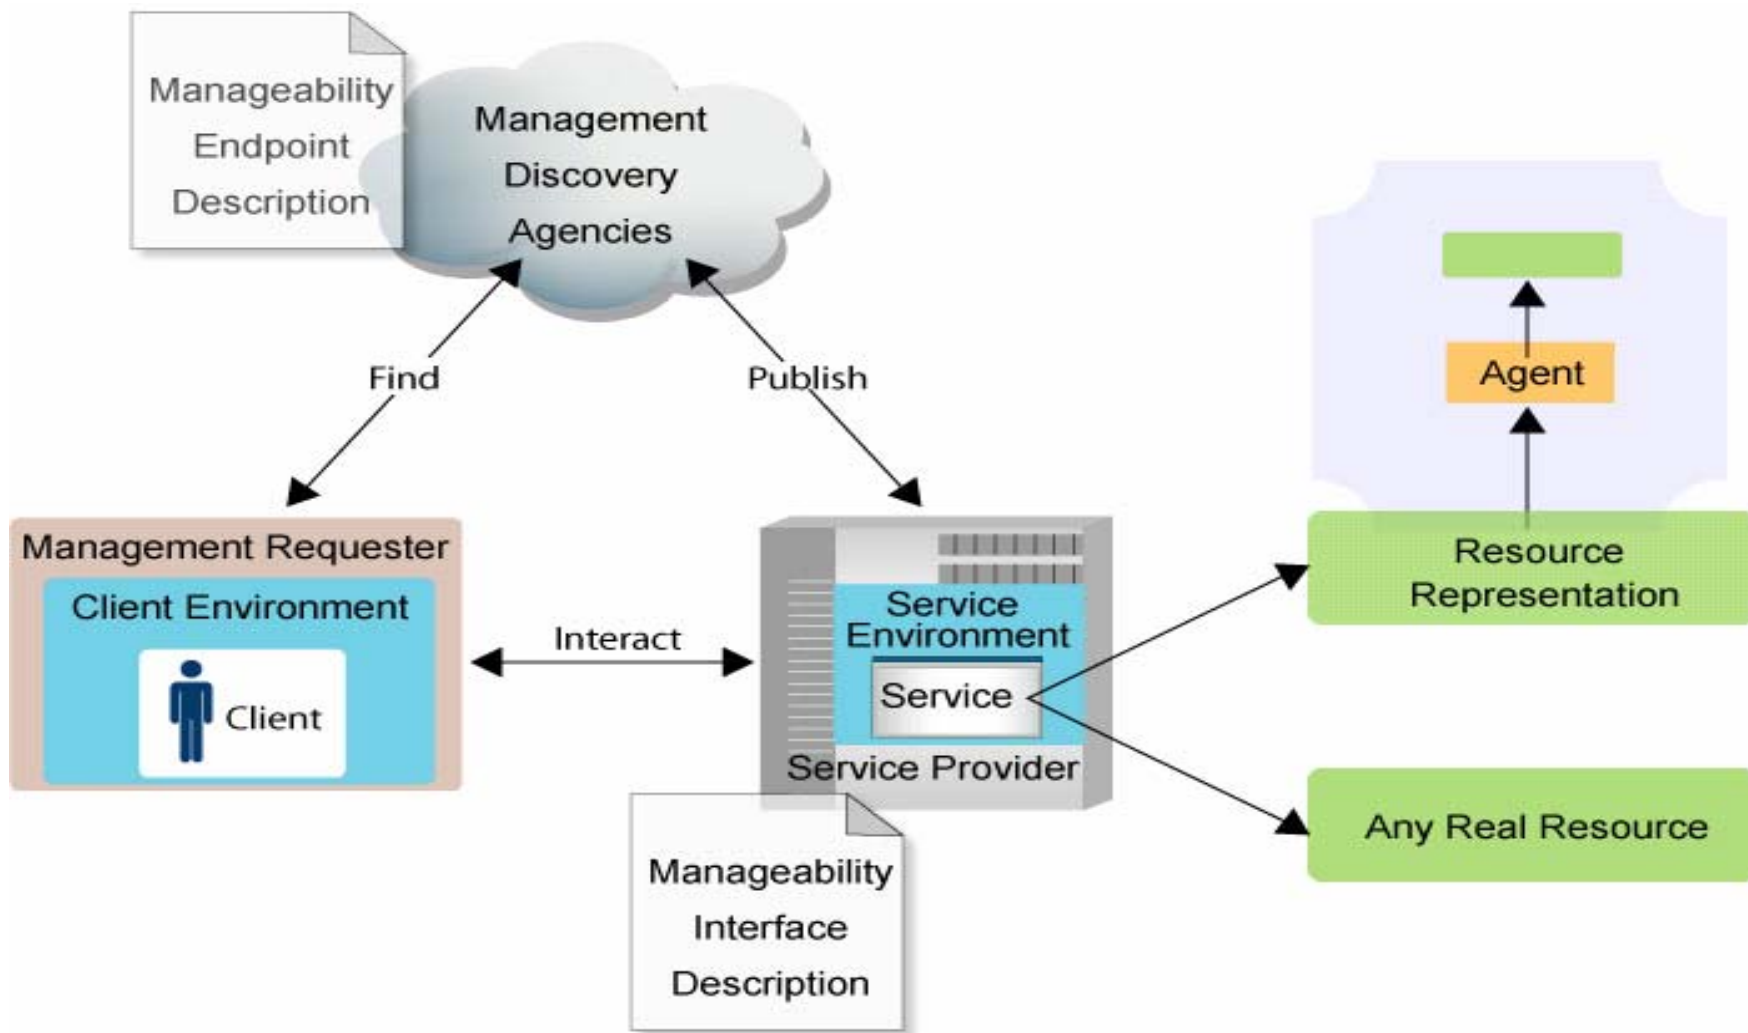 Manageability
Endpoint
Description
Management
Discovery
Agencies
Find
Publish
Agent
Management Requester
Client Environment
Client
Interact
Service
Environment
Service
Service Provider
Resource
Representation
Any Real Resource
Manageability
Interface
Description